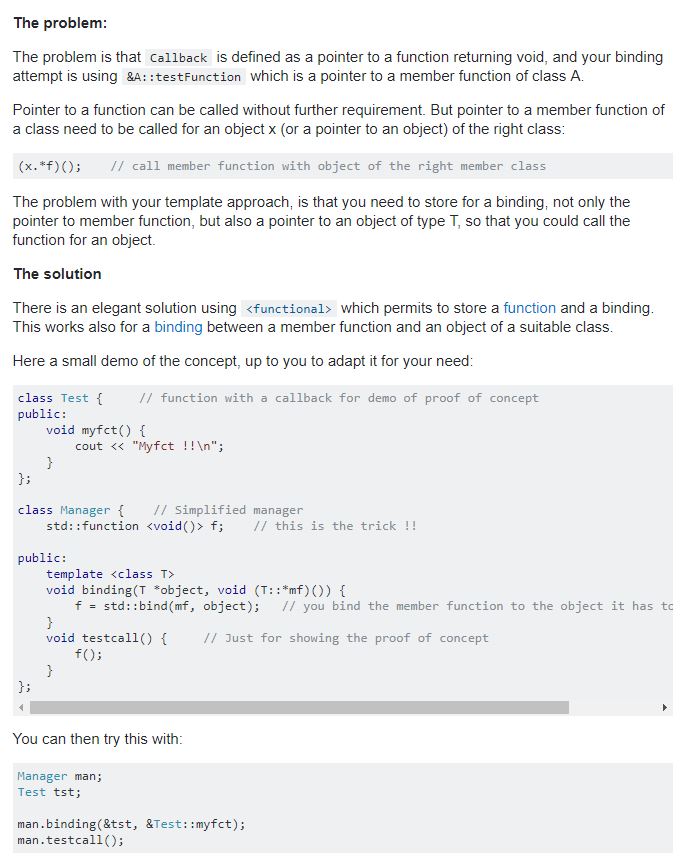 The problem:
The problem is that Callback is defined as a pointer to a function returning void, and your binding
attempt is using &A::testFunction which is a pointer to a member function of class A.
Pointer to a function can be called without further requirement. But pointer to a member function of
a class need to be called for an object x (or a pointer to an object) of the right class:
(x.*f)();    // call member function with object of the right member class
The problem with your template approach, is that you need to store for a binding, not only the
pointer to member function, but also a pointer to an object of type T, so that you could call the
function for an object.
The solution
There is an elegant solution using <functional> which permits to store a function and a binding.
This works also for a binding between a member function and an object of a suitable class.
Here a small demo of the concept, up to you to adapt it for your need:
class Test {     // function with a callback for demo of proof of concept
public:
    void myfct() {
        cout << "Myfct !!\n";
    }
};
class Manager {    // Simplified manager
    std::function <void()> f;    // this is the trick !!
public:
    template <class T>
    void binding(T *object, void (T::*mf)()) {
        f = std::bind(mf, object);   // you bind the member function to the object it has to
    }
    void testcall() {     // Just for showing the proof of concept
        f();
    }
};
You can then try this with:
Manager man;
Test tst;
man.binding(&tst, &Test::myfct);
man.testcall();